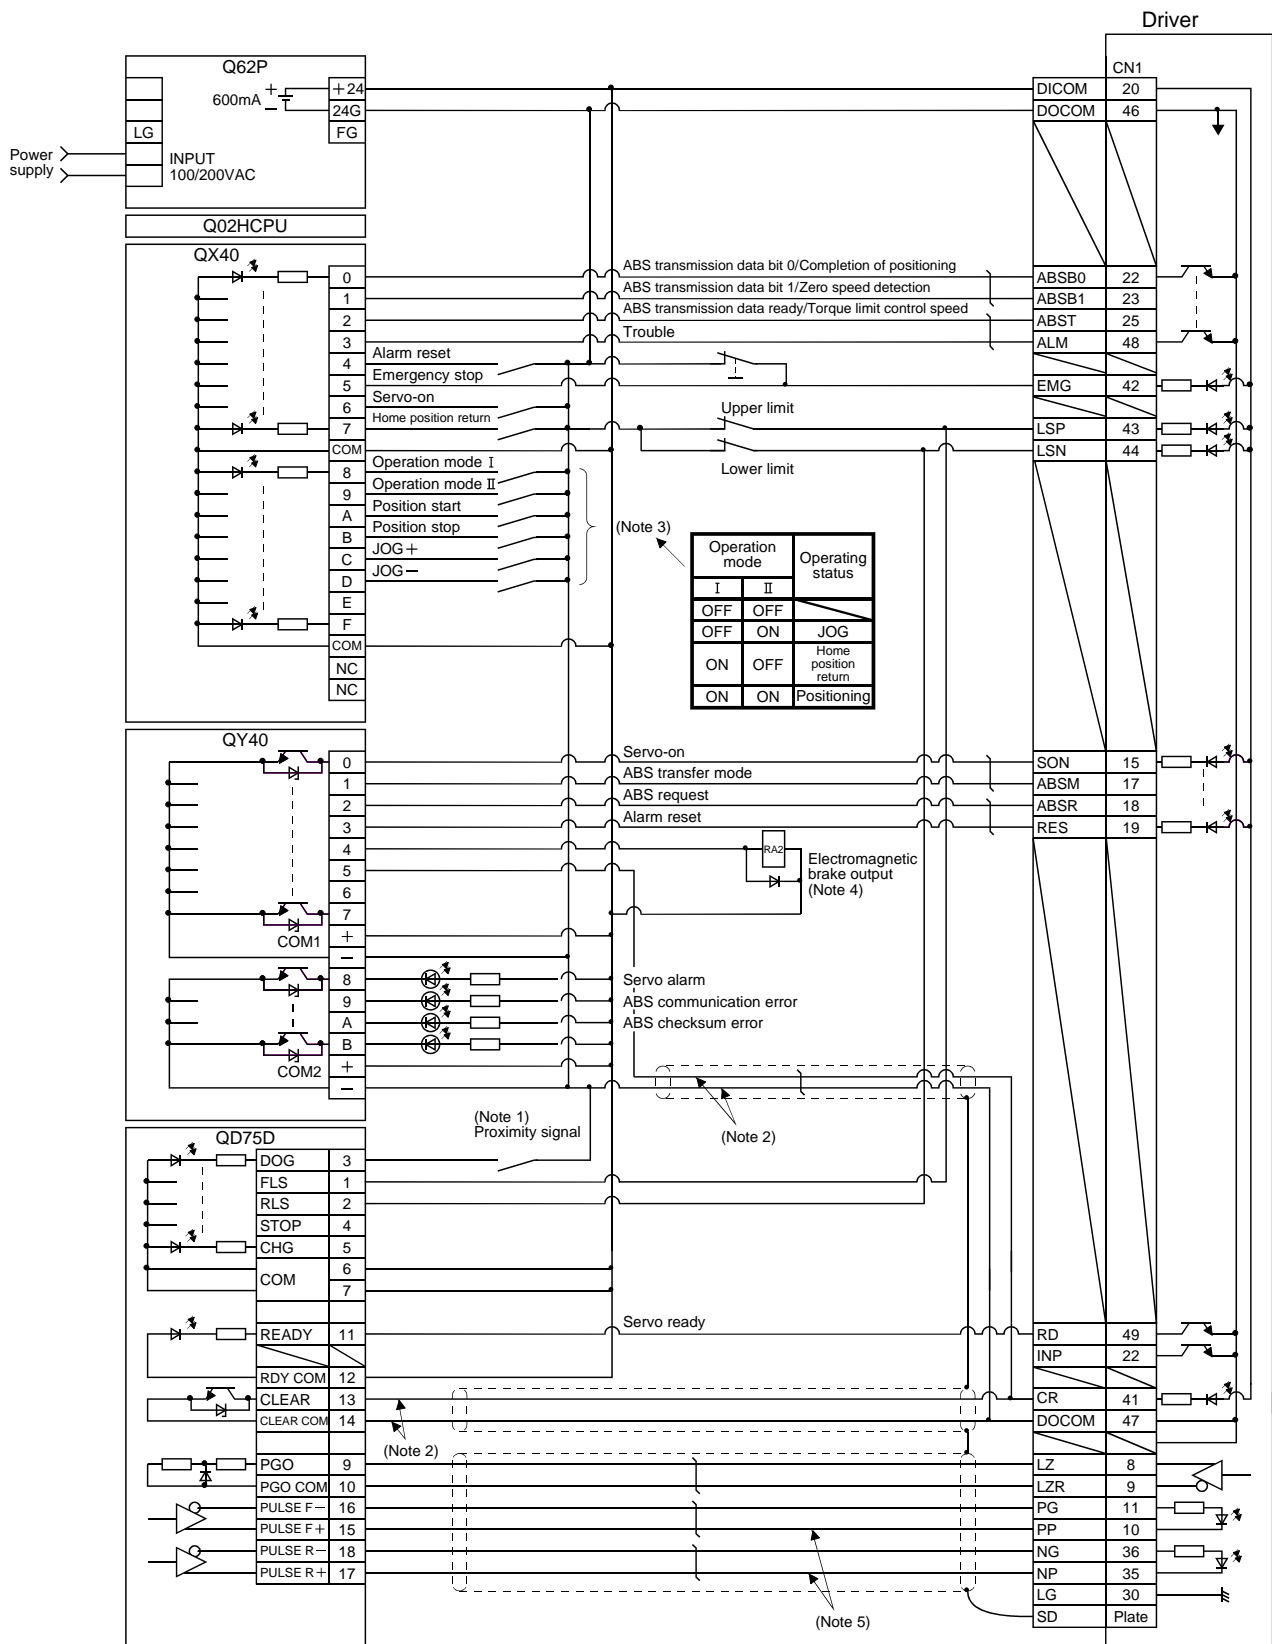 Driver
Q62P
CN1
+ 600mA −
+24
24G
FG
LG
Power supply
INPUT
100/200VAC
DICOM 20
DOCOM 46
Q02HCPU
QX40
0 ABS transmission data bit 0/Completion of positioning ABSB0 22
1 ABS transmission data bit 1/Zero speed detection ABSB1 23
2 ABS transmission data ready/Torque limit control speed ABST 25
3 Trouble ALM 48
4 Alarm reset
5 Emergency stop EMG 42
6 Servo-on
7 Home position return Upper limit LSP 43
COM LSN 44
8 Operation mode Ⅰ Lower limit
9 Operation mode Ⅱ
A Position start
B Position stop
C JOG+
D JOG−
E
F
COM
NC
NC
(Note 3)
Operation mode Operating status
Ⅰ Ⅱ
OFF OFF
OFF ON JOG
ON OFF Home position return
ON ON Positioning
QY40
0 Servo-on SON 15
1 ABS transfer mode ABSM 17
2 ABS request ABSR 18
3 Alarm reset RES 19
4 RA2
5 Electromagnetic
6 brake output
7 (Note 4)
COM1 +
−
8 Servo alarm
9 ABS communication error
A ABS checksum error
B
COM2 +
−
(Note 1)
Proximity signal
(Note 2)
QD75D
DOG 3
FLS 1
RLS 2
STOP 4
CHG 5
COM 6
7
READY 11 Servo ready RD 49
INP 22
RDY COM 12
CLEAR 13 CR 41
CLEAR COM 14 DOCOM 47
(Note 2)
PGO 9 LZ 8
PGO COM 10 LZR 9
PULSE F− 16 PG 11
PULSE F+ 15 PP 10
PULSE R− 18 NG 36
PULSE R+ 17 NP 35
LG 30
(Note 5) SD Plate